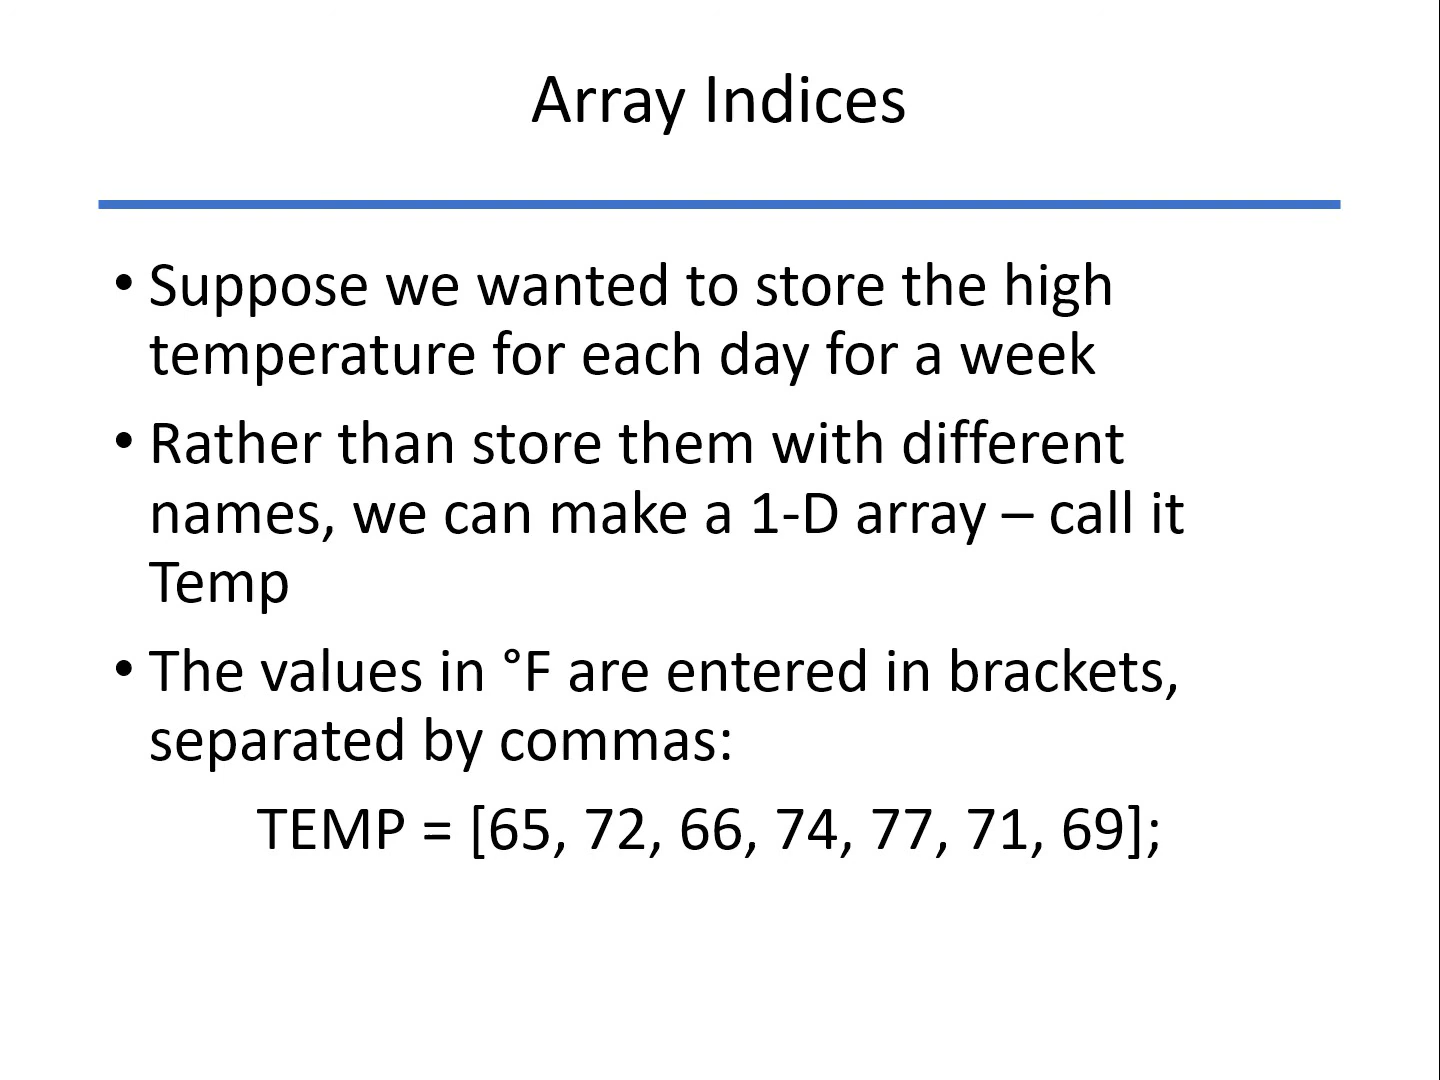 Array Indices
• Suppose we wanted to store the high
temperature for each day for a week
• Rather than store them with different
names, we can make a 1-D array – call it
Temp
• The values in °F are entered in brackets,
separated by commas:
TEMP = [65, 72, 66, 74, 77, 71, 69];